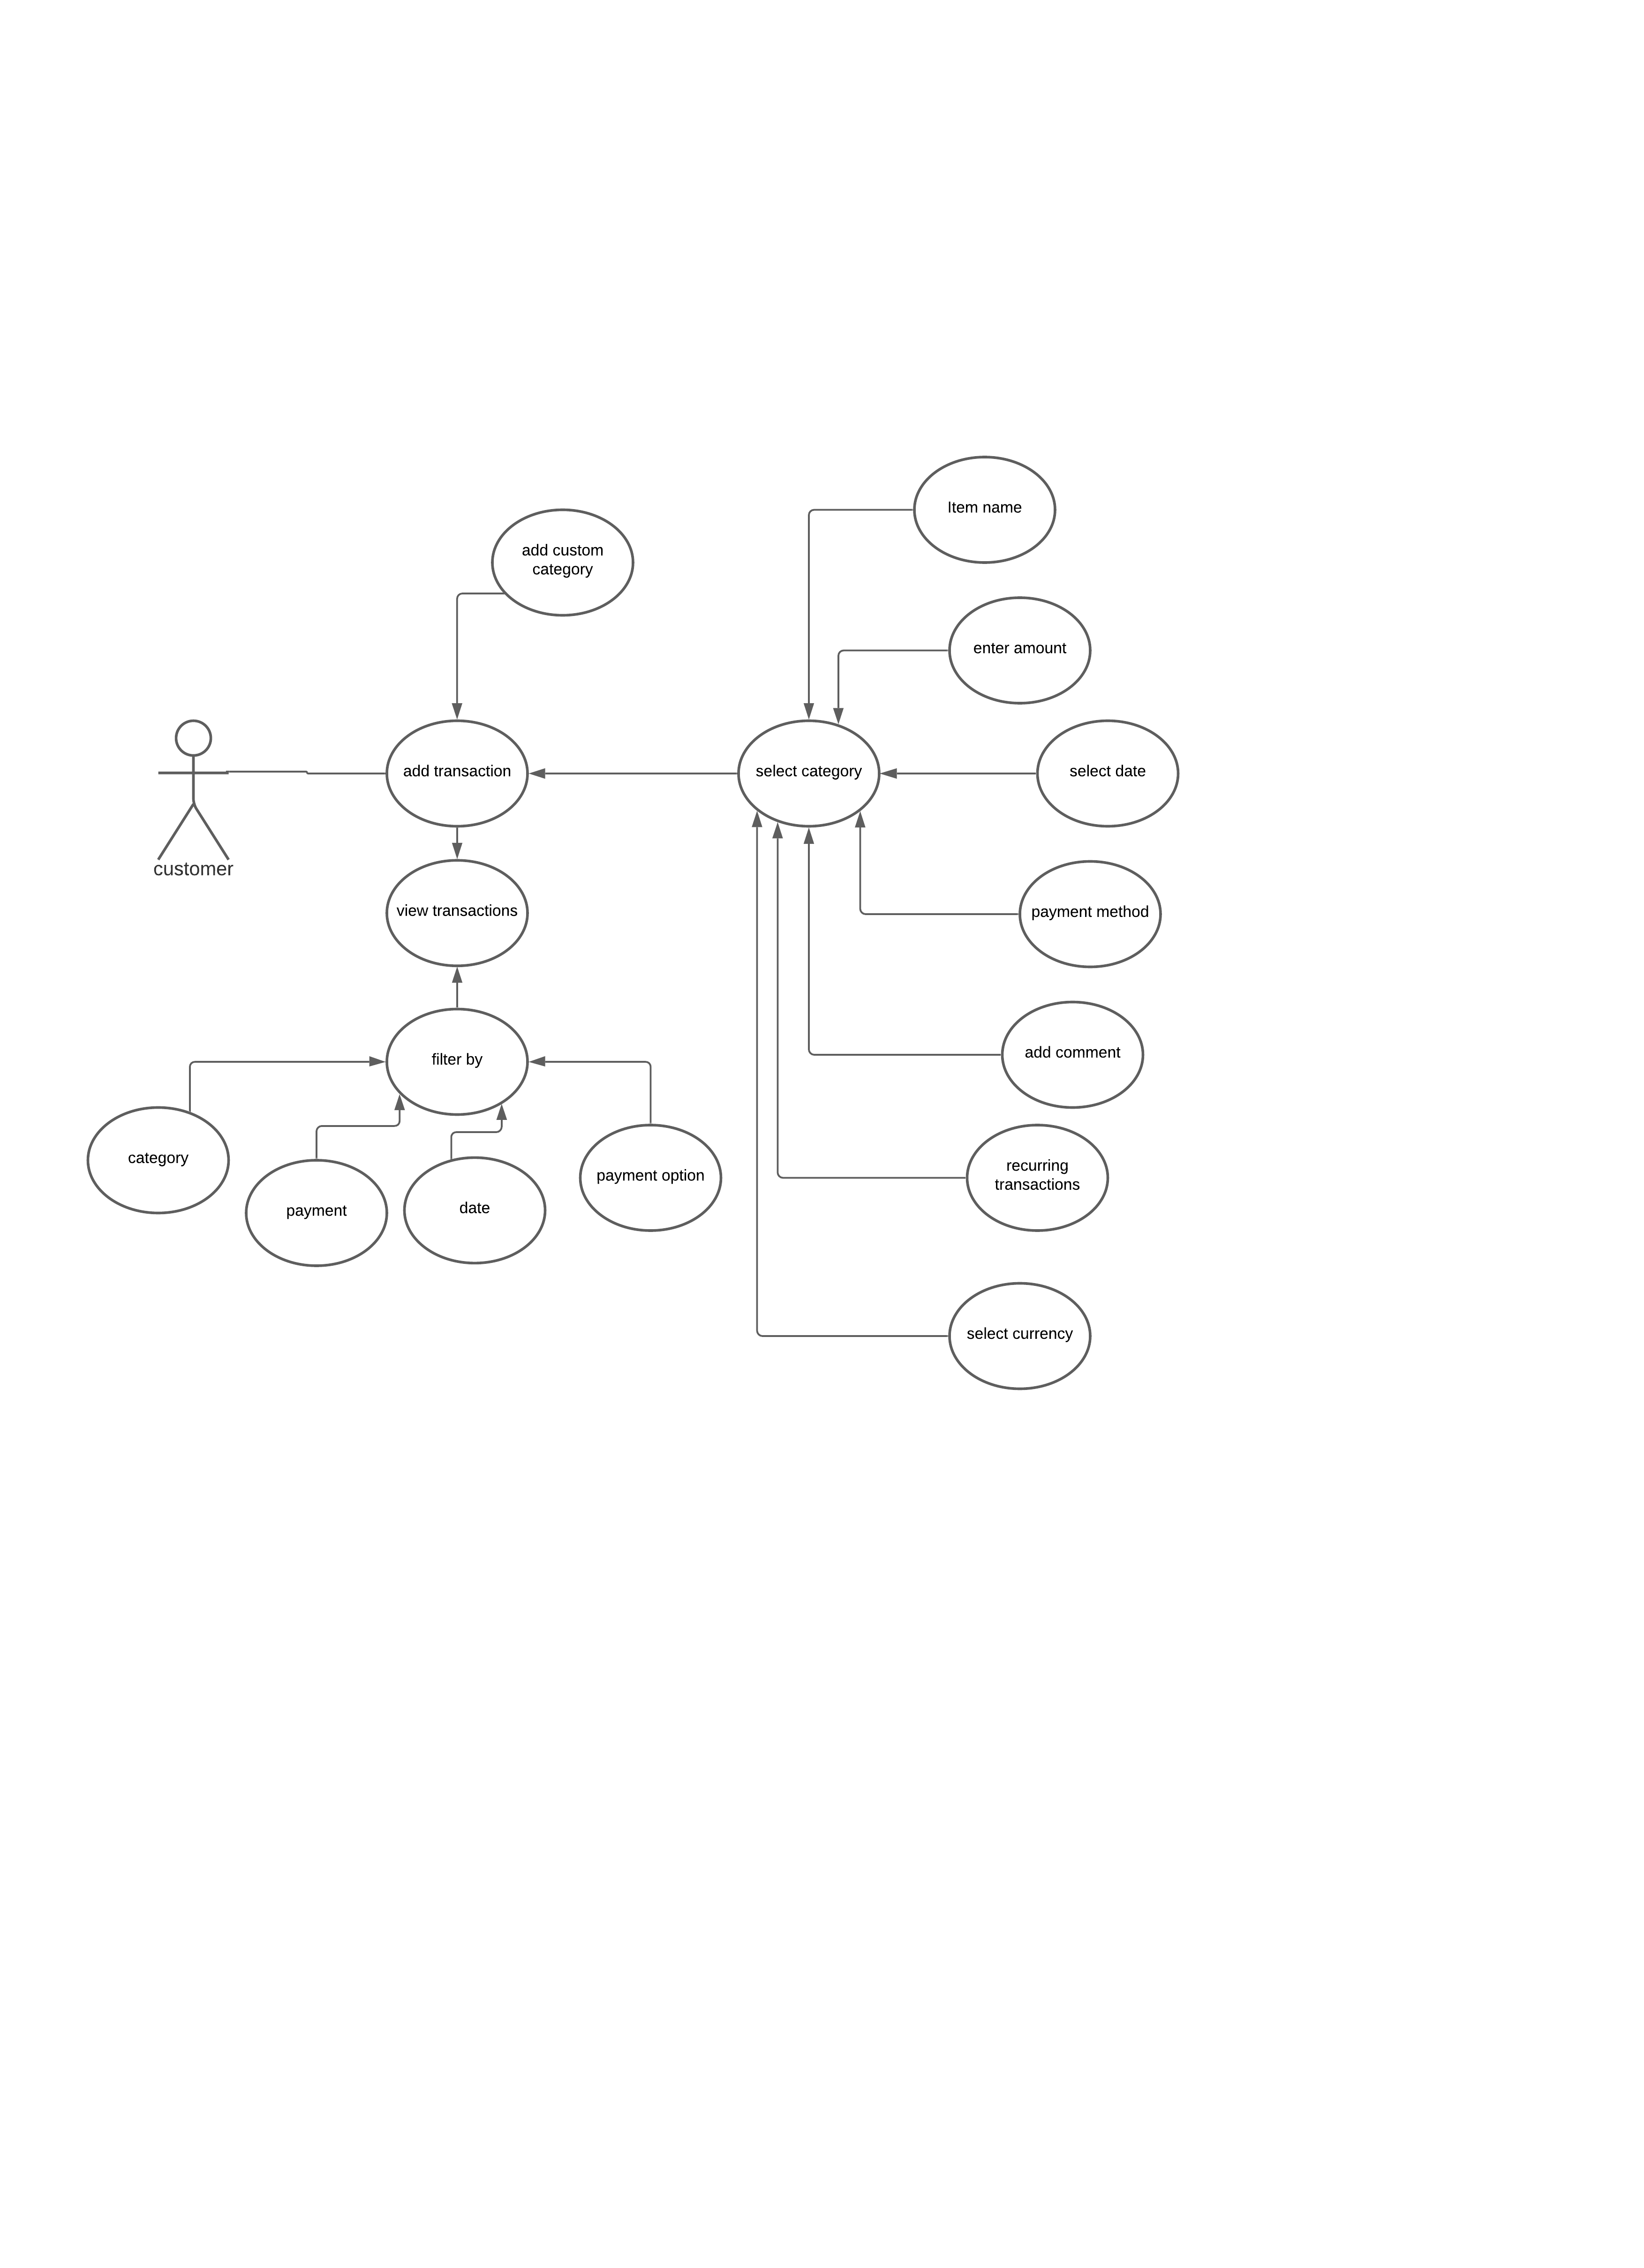 Item name
add custom
category
enter amount
add transaction
select category
select date
customer
view transactions
payment method
filter by
add comment
category
payment
date
payment option
recurring
transactions
select currency